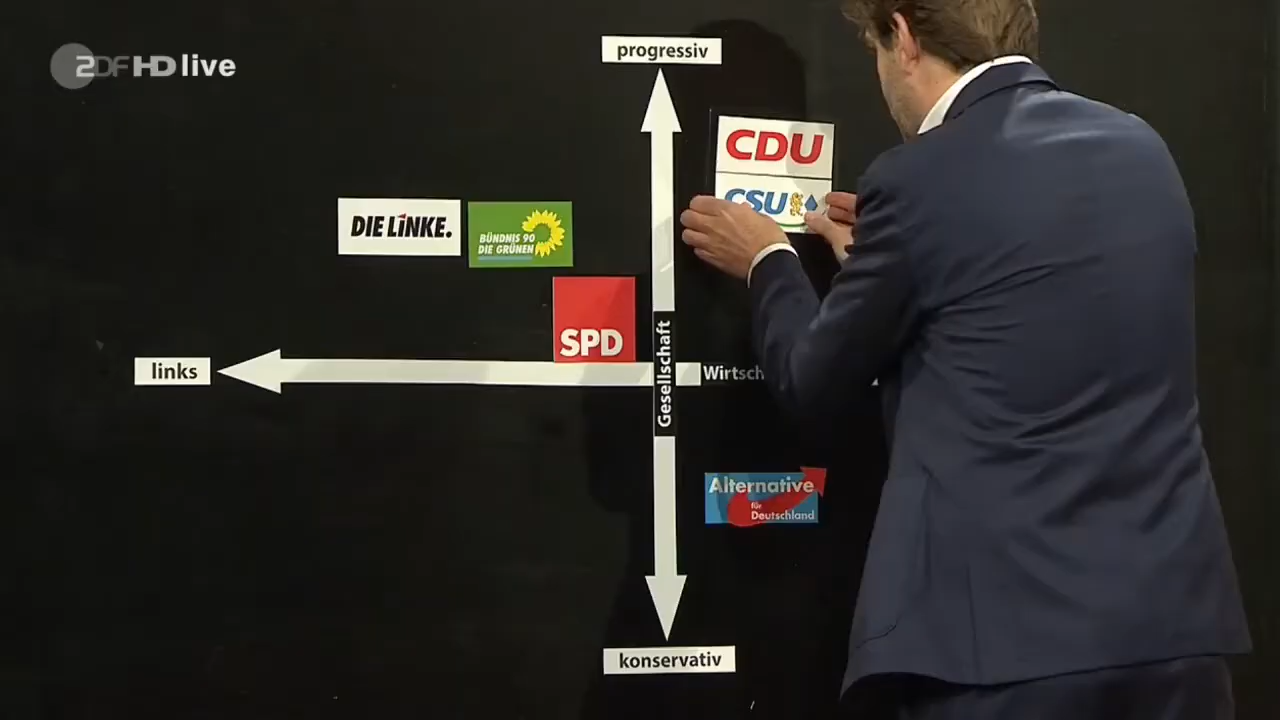 ZDF HD live
progressiv
CDU
CSU
DIE LINKE.
BÜNDNIS 90
DIE GRÜNEN
SPD
links
Gesellschaft
Wirtsch
Alternative
für
Deutschland
konservativ